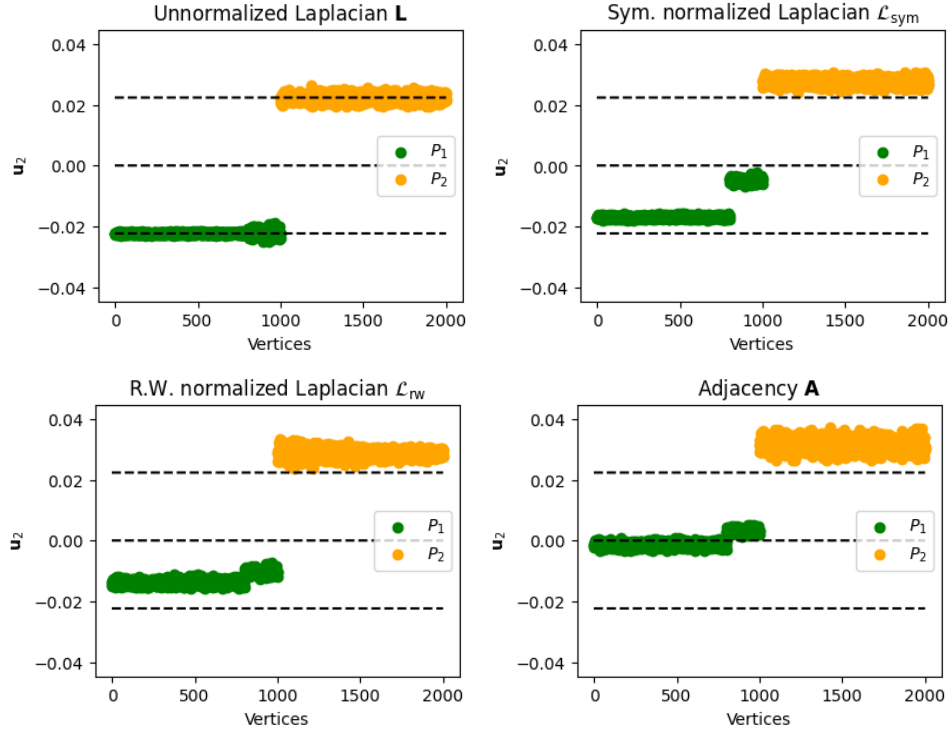 Unnormalized Laplacian L
0.04
0.02
0.00
−0.02
−0.04
u₂
P₁
P₂
0 500 1000 1500 2000
Vertices
Sym. normalized Laplacian ℒsym
0.04
0.02
0.00
−0.02
−0.04
u₂
P₁
P₂
0 500 1000 1500 2000
Vertices
R.W. normalized Laplacian ℒrw
0.04
0.02
0.00
−0.02
−0.04
u₂
P₁
P₂
0 500 1000 1500 2000
Vertices
Adjacency A
0.04
0.02
0.00
−0.02
−0.04
u₂
P₁
P₂
0 500 1000 1500 2000
Vertices